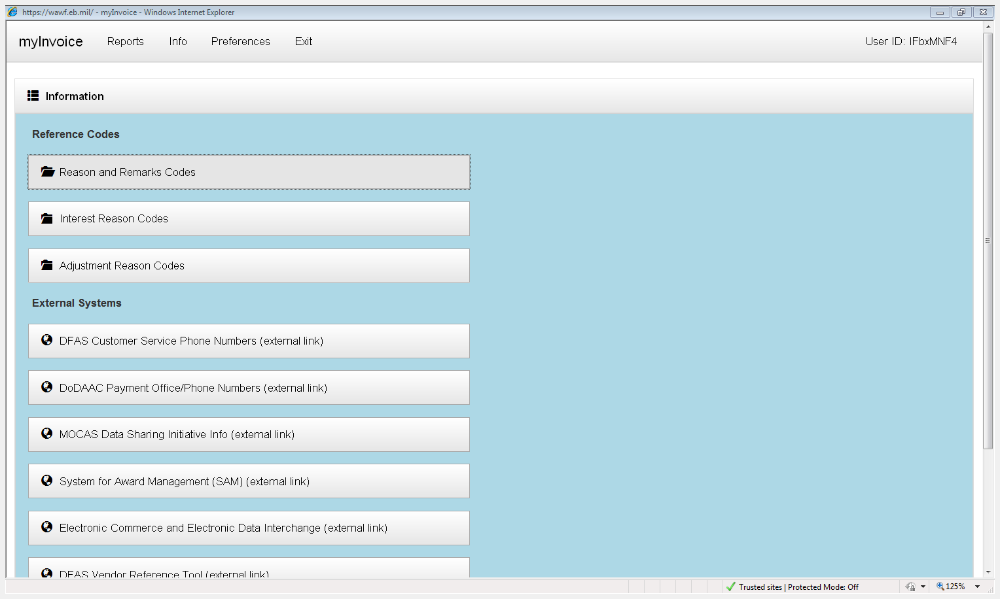 https://wawf.eb.mil/ - myInvoice - Windows Internet Explorer
myInvoice Reports Info Preferences Exit User ID: IFbxMNF4
Information
Reference Codes
Reason and Remarks Codes
Interest Reason Codes
Adjustment Reason Codes
External Systems
DFAS Customer Service Phone Numbers (external link)
DoDAAC Payment Office/Phone Numbers (external link)
MOCAS Data Sharing Initiative Info (external link)
System for Award Management (SAM) (external link)
Electronic Commerce and Electronic Data Interchange (external link)
DFAS Vendor Reference Tool (external link)
Trusted sites | Protected Mode: Off 125%